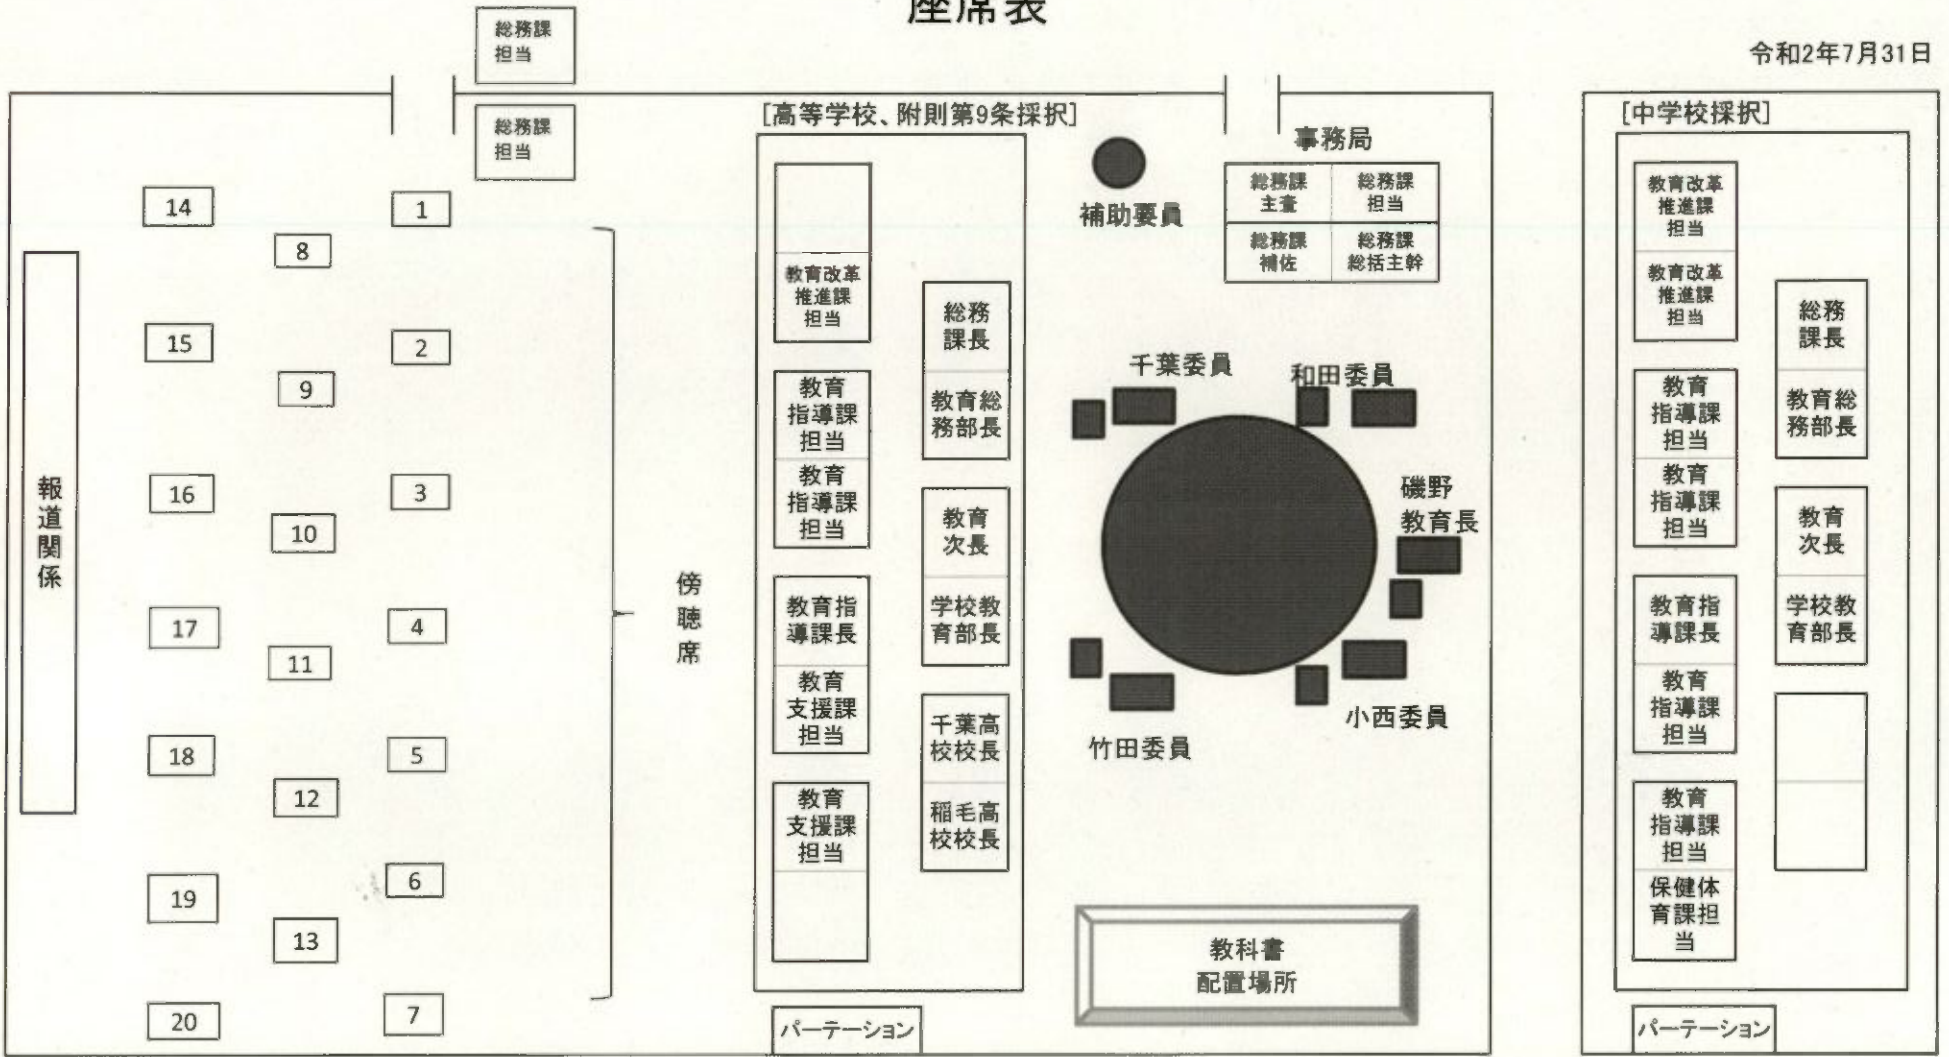 座席表
令和2年7月31日
総務課
担当
総務課
担当
報道関係
14
15
16
17
18
19
20
8
9
10
11
12
13
1
2
3
4
5
6
7
傍聴席
[高等学校、附則第9条採択]
教育改革
推進課
担当
教育
指導課
担当
教育
指導課
担当
教育指
導課長
教育
支援課
担当
教育
支援課
担当
総務
課長
教育総
務部長
教育
次長
学校教
育部長
千葉高
校校長
稲毛高
校校長
パーテーション
補助要員
事務局
総務課
主査
総務課
担当
総務課
補佐
総務課
総括主幹
千葉委員
和田委員
磯野
教育長
小西委員
竹田委員
教科書
配置場所
[中学校採択]
教育改革
推進課
担当
教育改革
推進課
担当
教育
指導課
担当
教育
指導課
担当
教育指
導課長
教育
指導課
担当
教育
指導課
担当
保健体
育課担
当
総務
課長
教育総
務部長
教育
次長
学校教
育部長
パーテーション